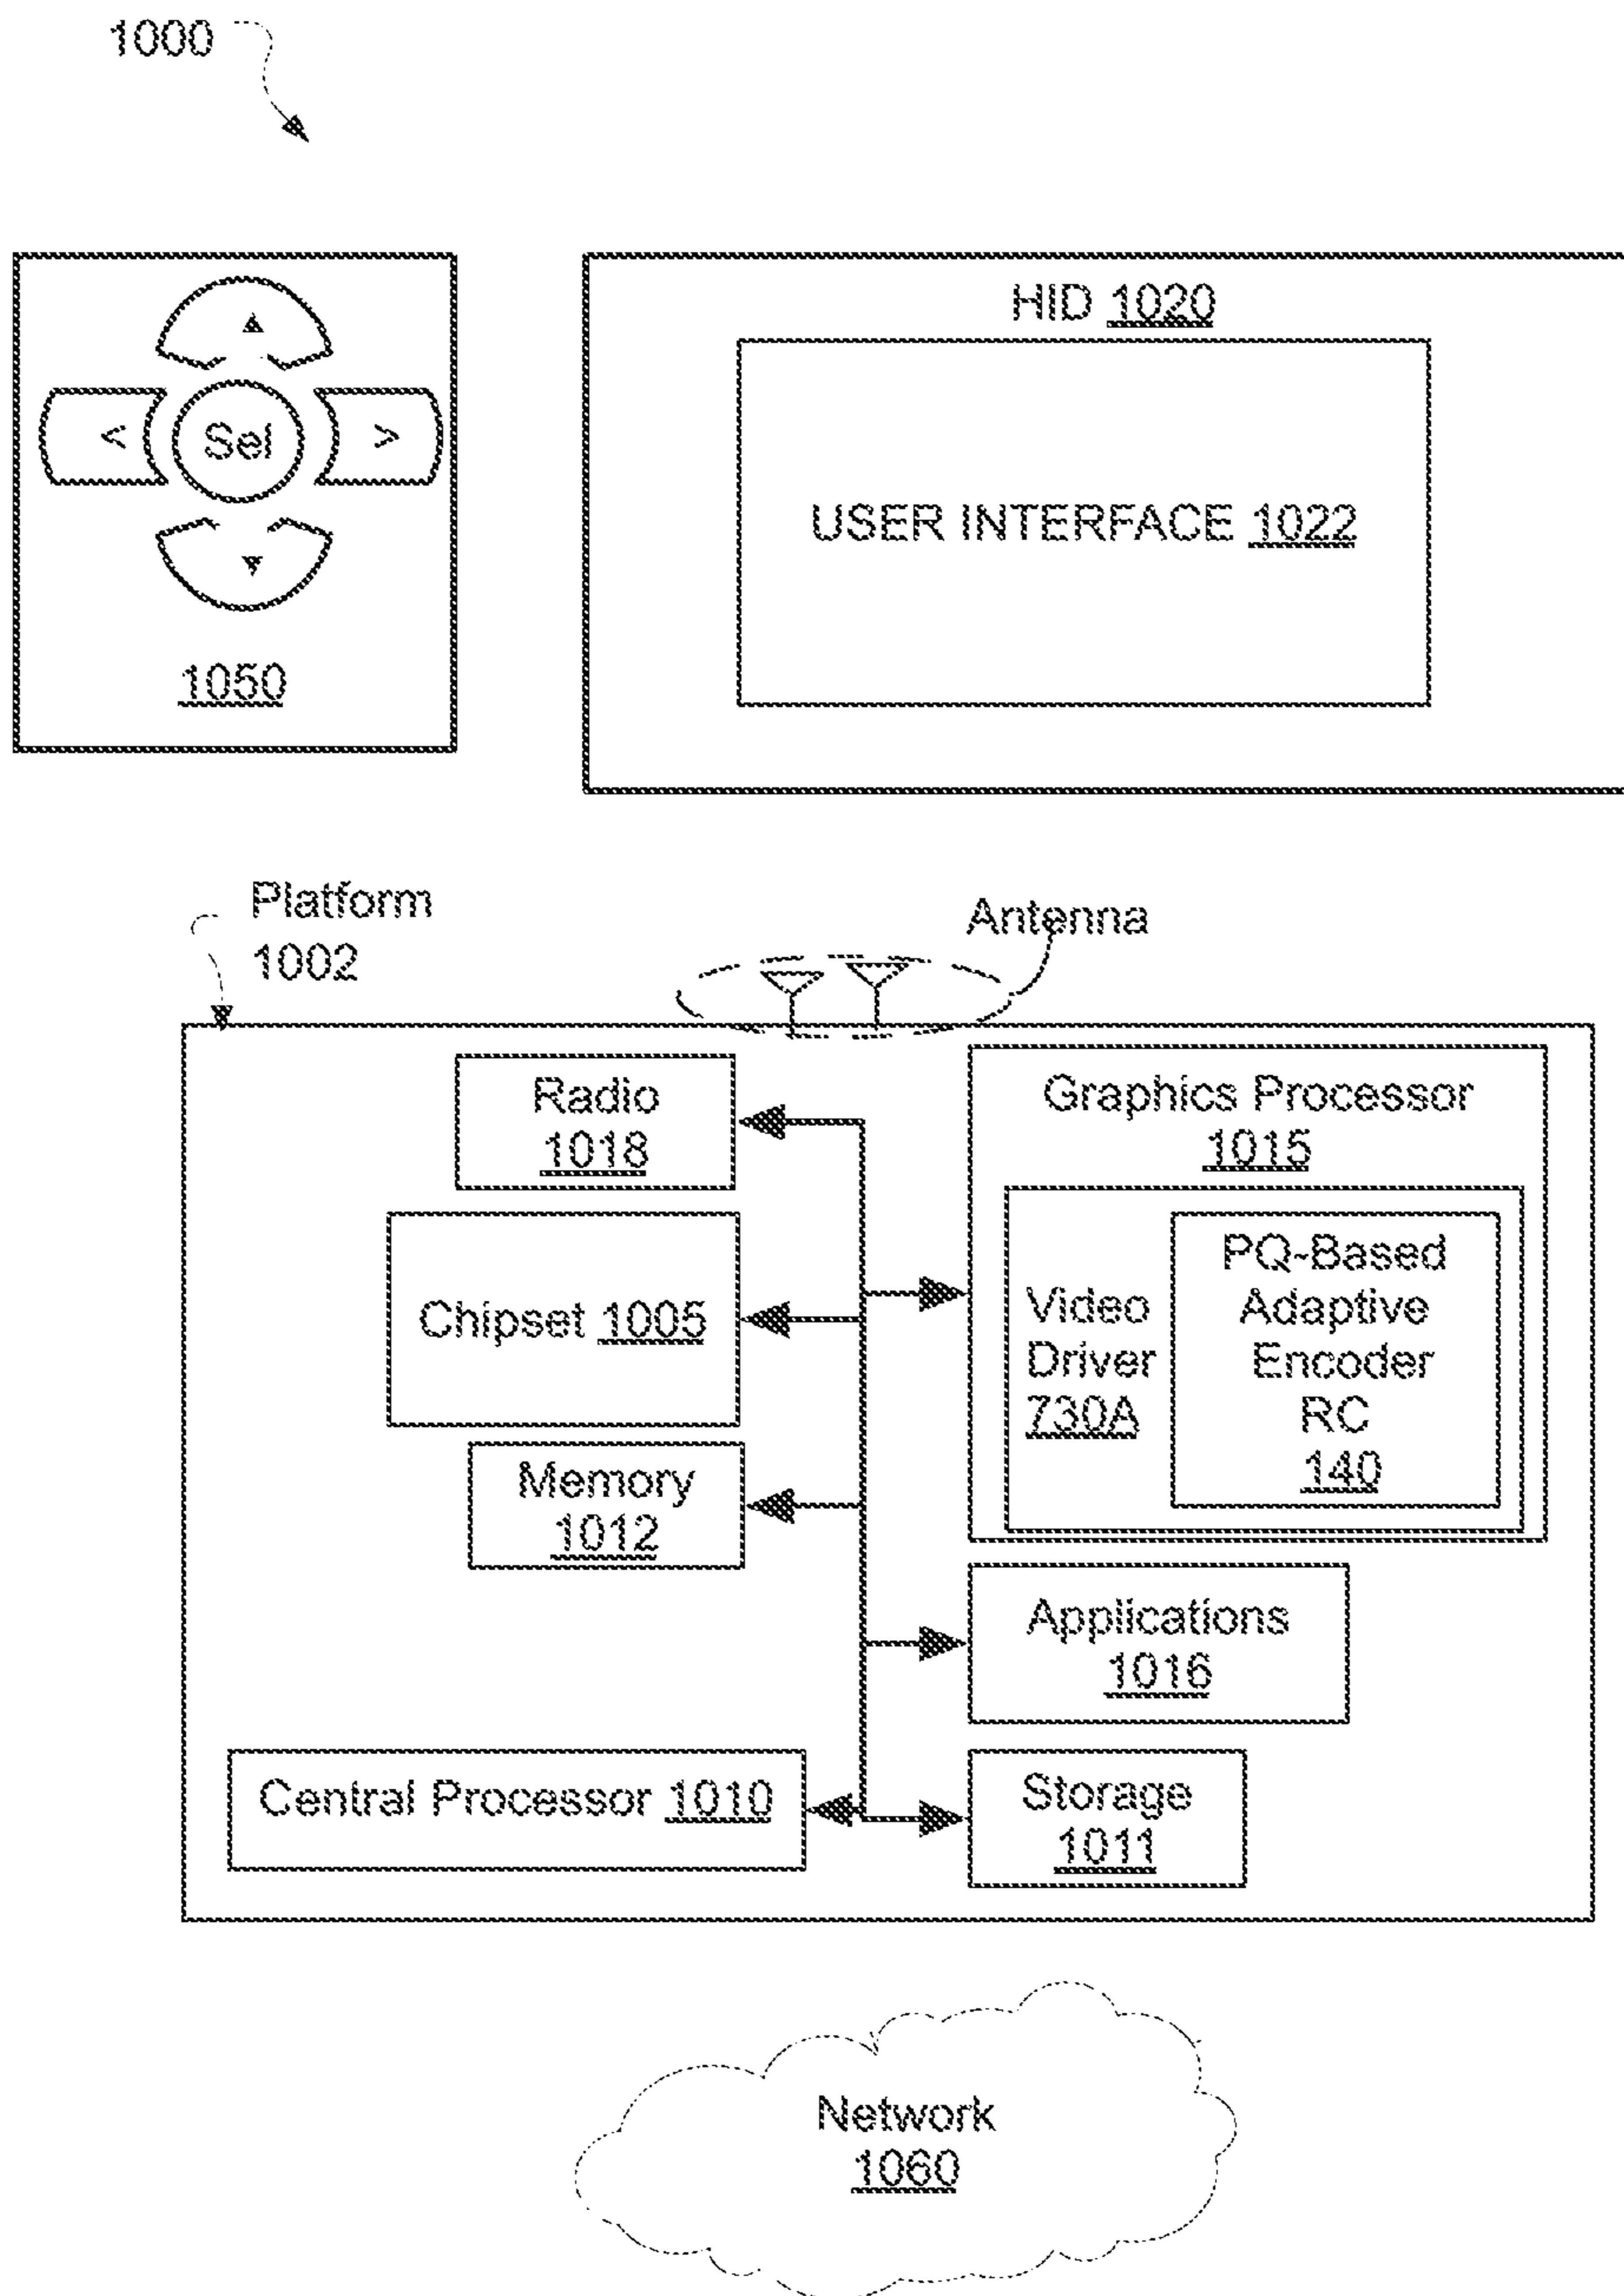 1000
<
Sel
>
1050
HID 1020
USER INTERFACE 1022
Platform
1002
Antenna
Radio
1018
Graphics Processor
1015
Chipset 1005
Video
Driver
730A
PQ-Based
Adaptive
Encoder
RC
140
Memory
1012
Applications
1016
Central Processor 1010
Storage
1011
Network
1060